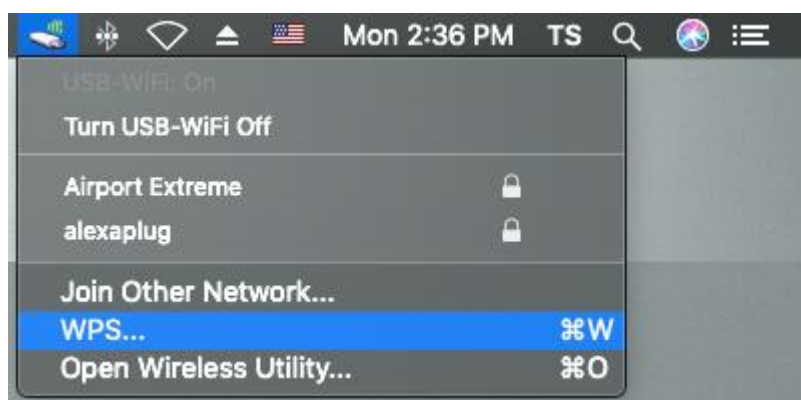 Mon 2:36 PM TS
USB-WiFi: On
Turn USB-WiFi Off
Airport Extreme
alexaplug
Join Other Network...
WPS... ⌘W
Open Wireless Utility... ⌘O